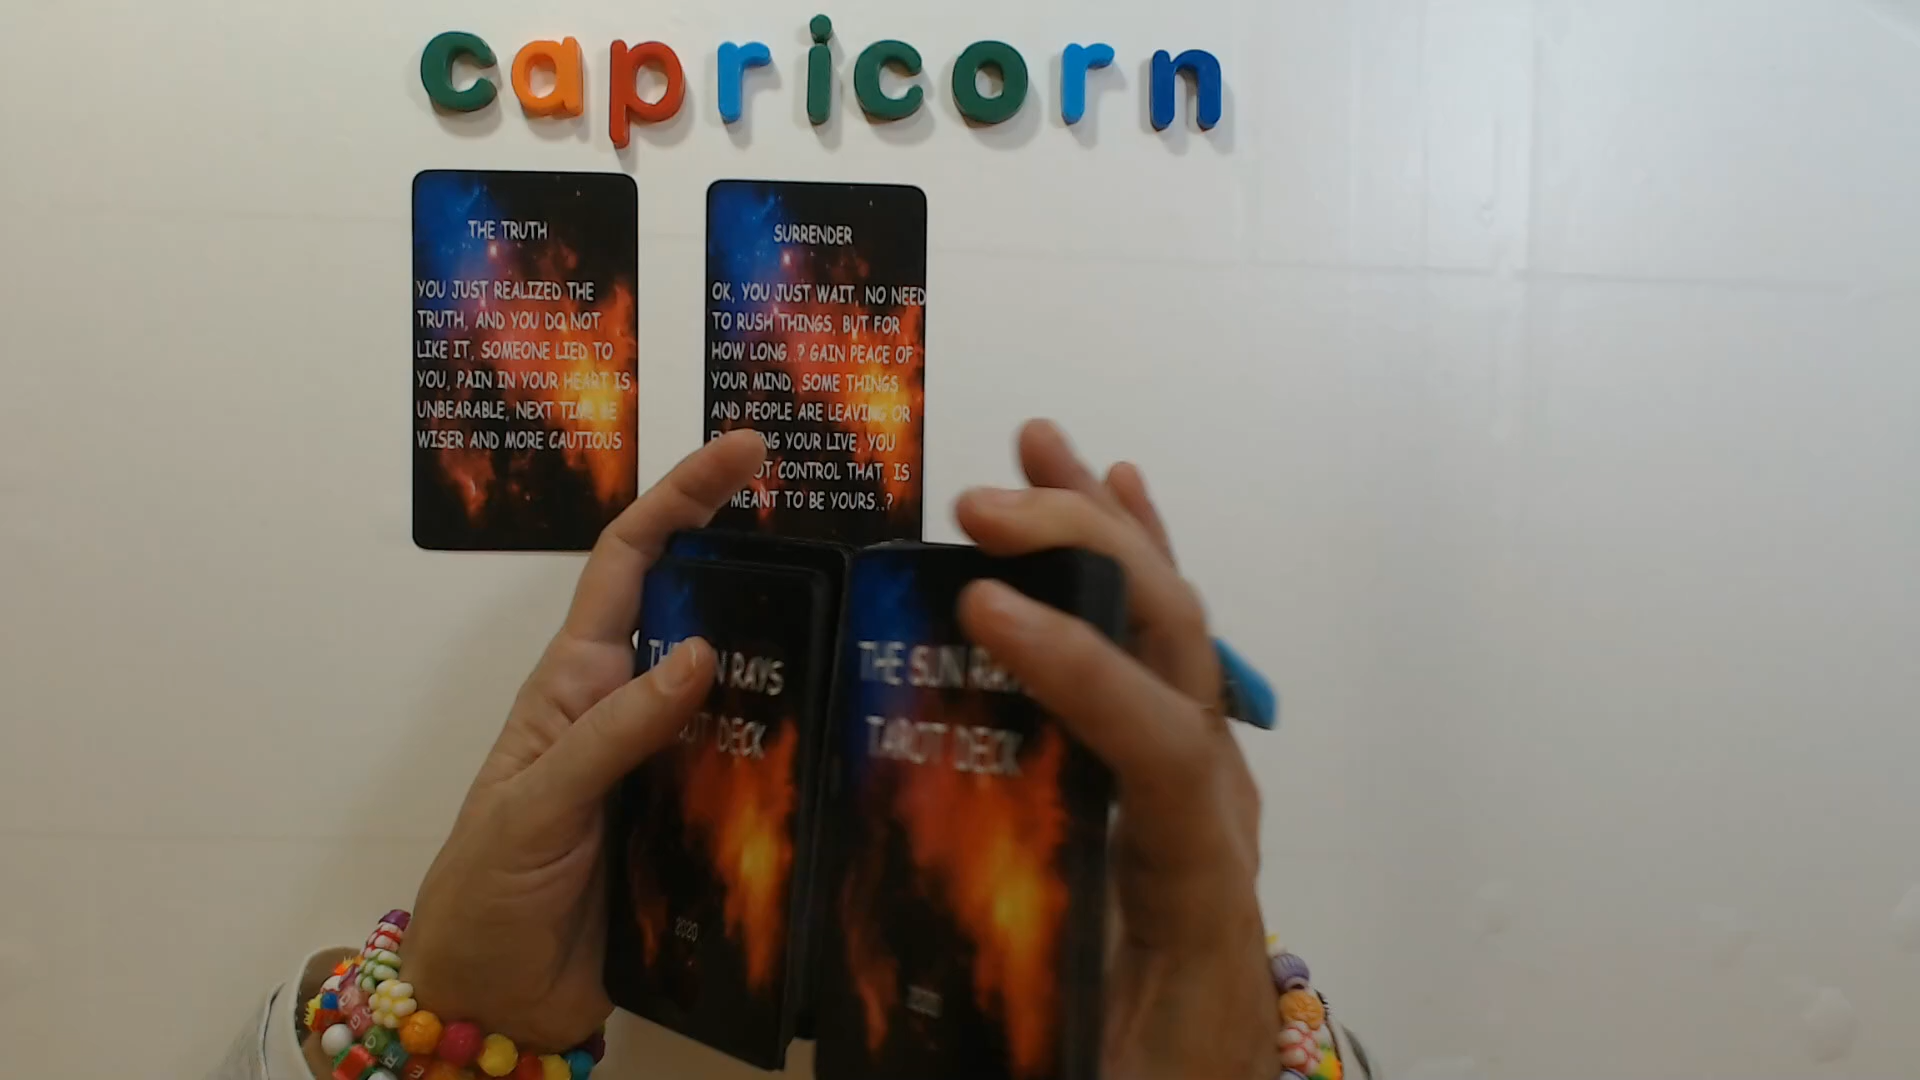 capricorn
THE TRUTH
YOU JUST REALIZED THE
TRUTH, AND YOU DO NOT
LIKE IT, SOMEONE LIED TO
YOU, PAIN IN YOUR HEART IS
UNBEARABLE, NEXT TIME BE
WISER AND MORE CAUTIOUS
SURRENDER
OK, YOU JUST WAIT, NO NEED
TO RUSH THINGS, BUT FOR
HOW LONG..? GAIN PEACE OF
YOUR MIND, SOME THINGS
AND PEOPLE ARE LEAVING OR
YOUR LIVE, YOU
CONTROL THAT, IS
MEANT TO BE YOURS..?
RAYS
DECK
2020
THE SUN
TAROT DECK
2020